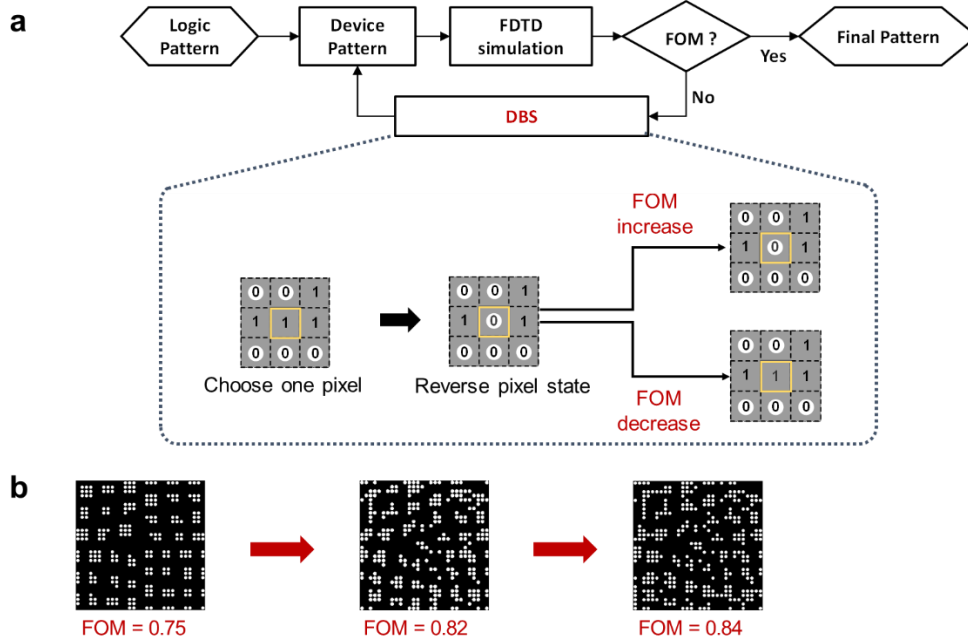 a
Logic
Pattern
Device
Pattern
FDTD
simulation
FOM ?
Yes
Final Pattern
No
DBS
0 0 1
1 1 1
0 0 0
Choose one pixel
0 0 1
1 0 1
0 0 0
Reverse pixel state
FOM
increase
0 0 1
1 0 1
0 0 0
FOM
decrease
0 0 1
1 1 1
0 0 0
b
FOM = 0.75
FOM = 0.82
FOM = 0.84